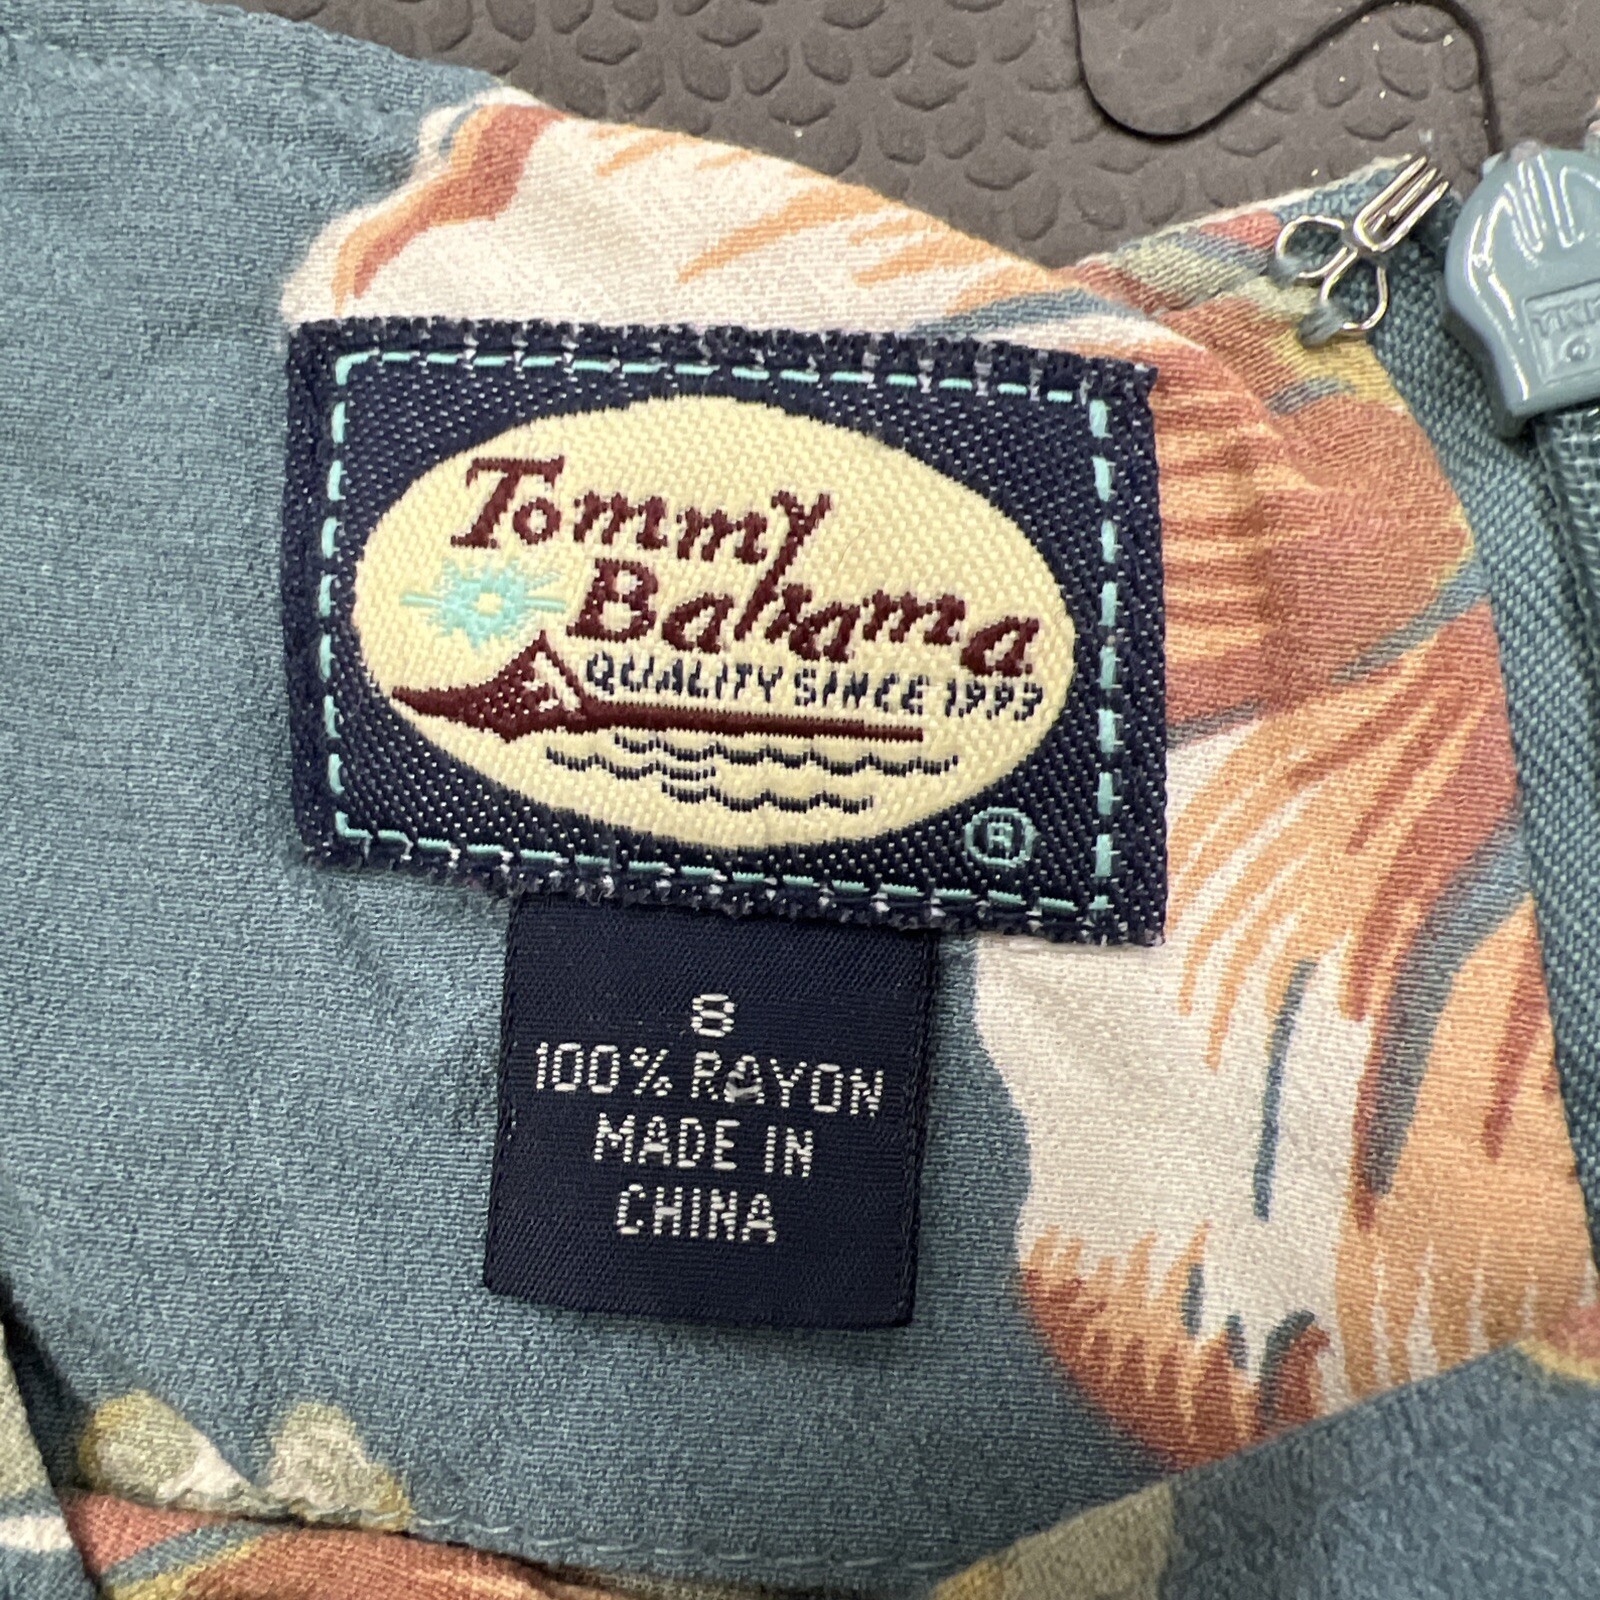 Tommy
Bahama
QUALITY SINCE 1993
®
8
100% RAYON
MADE IN
CHINA